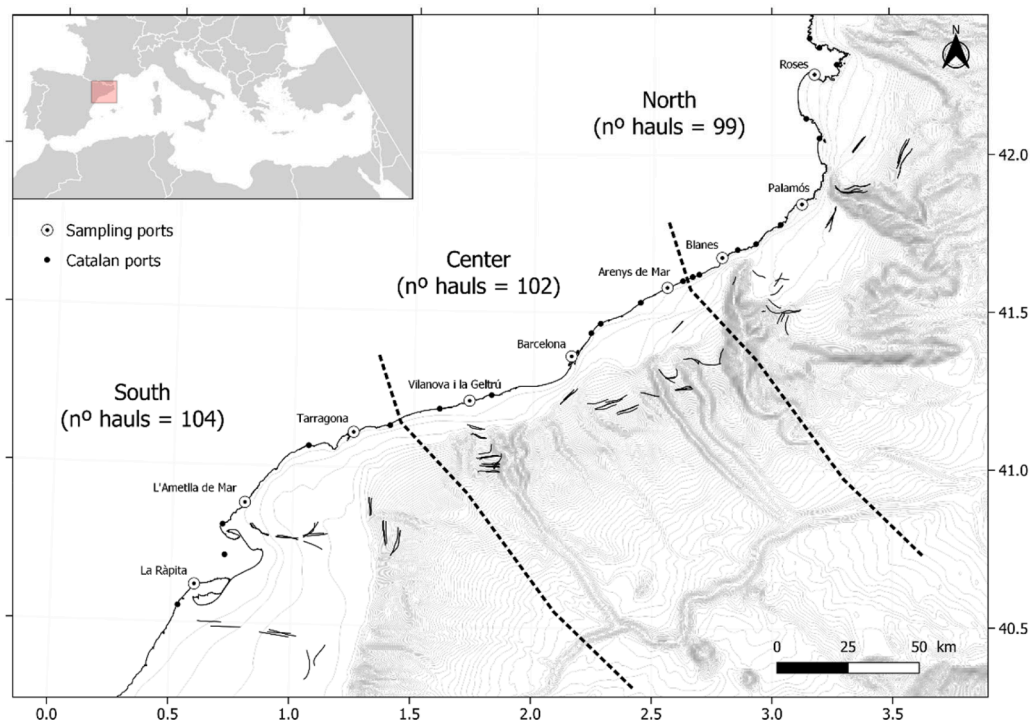 N
Roses
North
(nº hauls = 99)
42.0
Palamós
Sampling ports
Catalan ports
Blanes
Center
(nº hauls = 102)
Arenys de Mar
41.5
Barcelona
Vilanova i la Geltrú
South
(nº hauls = 104)
Tarragona
41.0
L'Ametlla de Mar
La Ràpita
40.5
0 25 50 km
0.0 0.5 1.0 1.5 2.0 2.5 3.0 3.5